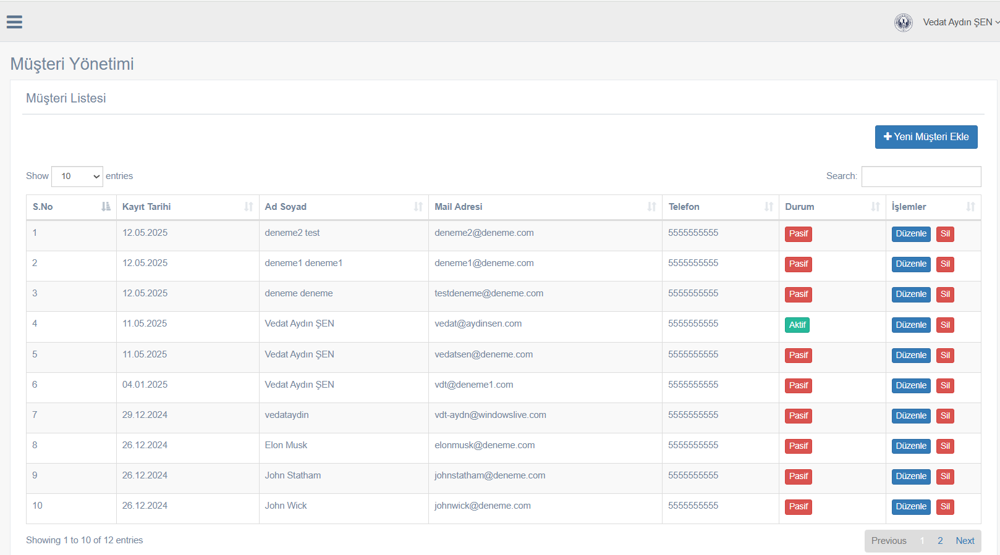 Vedat Aydın ŞEN
Müşteri Yönetimi
Müşteri Listesi
Yeni Müşteri Ekle
Show 10 entries Search:
S.No Kayıt Tarihi Ad Soyad Mail Adresi Telefon Durum İşlemler
1 12.05.2025 deneme2 test deneme2@deneme.com 5555555555 Pasif Düzenle Sil
2 12.05.2025 deneme1 deneme1 deneme1@deneme.com 5555555555 Pasif Düzenle Sil
3 12.05.2025 deneme deneme testdeneme@deneme.com 5555555555 Pasif Düzenle Sil
4 11.05.2025 Vedat Aydın ŞEN vedat@aydinsen.com 5555555555 Aktif Düzenle Sil
5 11.05.2025 Vedat Aydın ŞEN vedatsen@deneme.com 5555555555 Pasif Düzenle Sil
6 04.01.2025 Vedat Aydın ŞEN vdt@deneme1.com 5555555555 Pasif Düzenle Sil
7 29.12.2024 vedataydin vdt-aydn@windowslive.com 5555555555 Pasif Düzenle Sil
8 26.12.2024 Elon Musk elonmusk@deneme.com 5555555555 Pasif Düzenle Sil
9 26.12.2024 John Statham johnstatham@deneme.com 5555555555 Pasif Düzenle Sil
10 26.12.2024 John Wick johnwick@deneme.com 5555555555 Pasif Düzenle Sil
Showing 1 to 10 of 12 entries Previous 1 2 Next